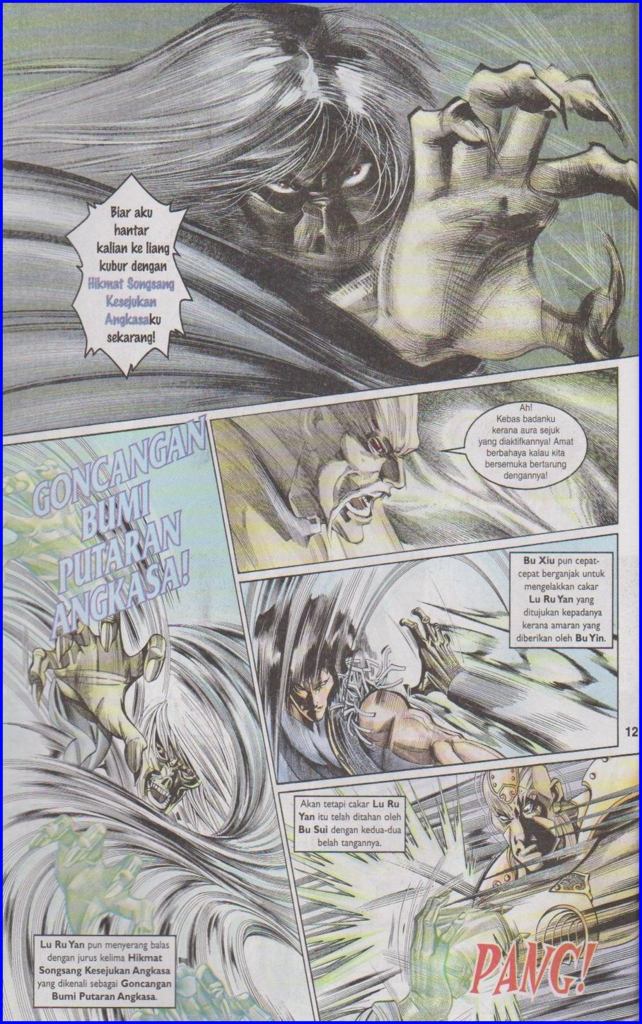 Biar aku
hantar
kalian ke liang
kubur dengan
Hikmat Songsang
Kesejukan
Angkasaku
sekarang!
Ah!
Kebas badanku
kerana aura sejuk
yang diaktifkannya! Amat
berbahaya kalau kita
bersemuka bertarung
dengannya!
GONCANGAN
BUMI
PUTARAN
ANGKASA!
Bu Xiu pun cepat-
cepat berganjak untuk
mengelakkan cakar
Lu Ru Yan yang
ditujukan kepadanya
kerana amaran yang
diberikan oleh Bu Yin.
12
Akan tetapi cakar Lu Ru
Yan itu telah ditahan oleh
Bu Sui dengan kedua-dua
belah tangannya.
Lu Ru Yan pun menyerang balas
dengan jurus kelima Hikmat
Songsang Kesejukan Angkasa
yang dikenali sebagai Goncangan
Bumi Putaran Angkasa.
PANG!